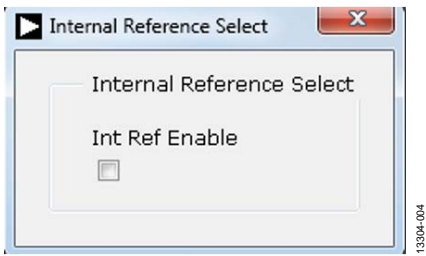 Internal Reference Select
Internal Reference Select
Int Ref Enable
13304-004